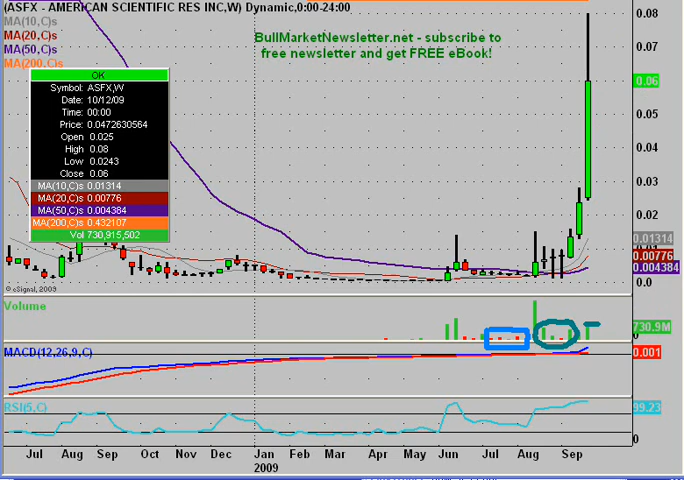 (ASFX - AMERICAN SCIENTIFIC RES INC,W) Dynamic,0:00-24:00
MA(10,C)s
MA(20,C)s
MA(50,C)s
MA(200,C)s
BullMarketNewsletter.net - subscribe to
free newsletter and get FREE eBook!
OK
Symbol: ASFX,W
Date: 10/12/09
Time: 00:00
Price: 0.0472630564
Open 0.025
High 0.08
Low 0.0243
Close 0.06
MA(10,C)s 0.01314
MA(20,C)s 0.00776
MA(50,C)s 0.004384
MA(200,C)s 0.432107
Vol 730,915,502
0.08
0.07
0.06
0.05
0.04
0.03
0.02
0.01314
0.00776
0.004384
0.0
© eSignal, 2009
Volume
730.9M
0
MACD(12,26,9,C)
0.001
RSI(5,C)
99.23
0
Jul Aug Sep Oct Nov Dec Jan Feb Mar Apr May Jun Jul Aug Sep
2009